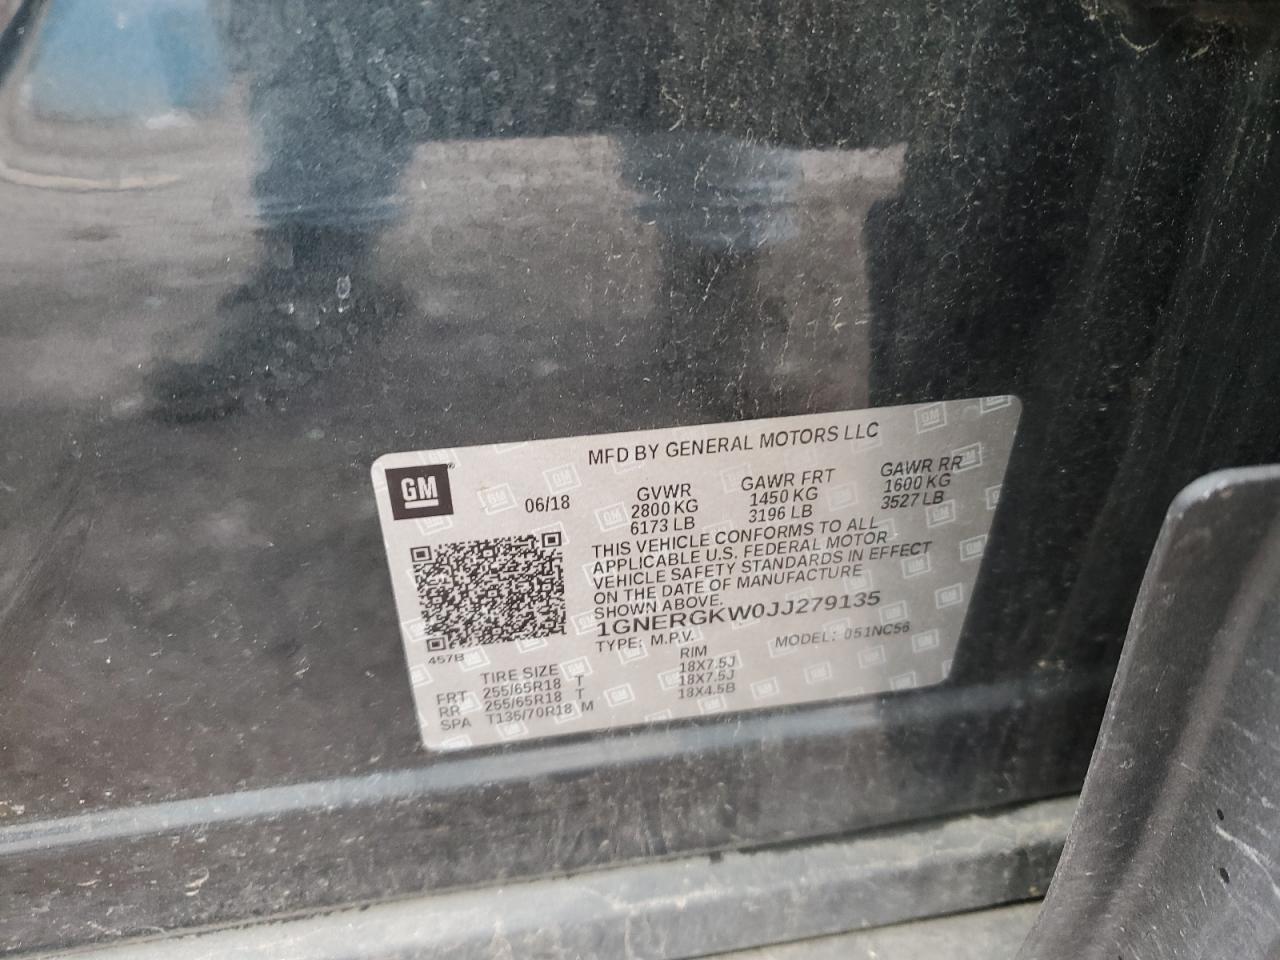 MFD BY GENERAL MOTORS LLC
GM
06/18
GVWR GAWR FRT GAWR RR
2800 KG 1450 KG 1600 KG
6173 LB 3196 LB 3527 LB
THIS VEHICLE CONFORMS TO ALL
APPLICABLE U.S. FEDERAL MOTOR
VEHICLE SAFETY STANDARDS IN EFFECT
ON THE DATE OF MANUFACTURE
SHOWN ABOVE.
1GNERGKW0JJ279135
TYPE: M.P.V. MODEL: 051NC56
457B
TIRE SIZE RIM
FRT 255/65R18 T 18X7.5J
RR 255/65R18 T 18X7.5J
SPA T135/70R18 M 18X4.5B